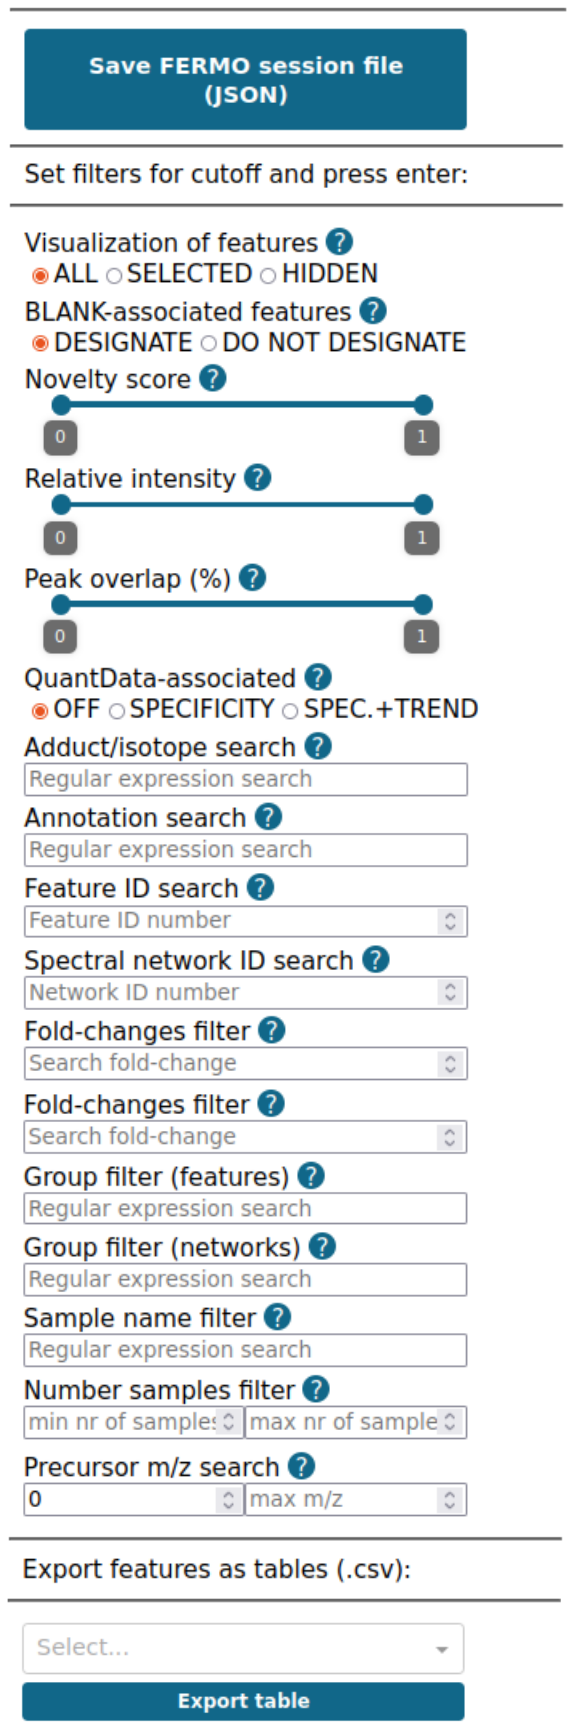 Save FERMO session file
(JSON)
Set filters for cutoff and press enter:
Visualization of features ?
ALL SELECTED HIDDEN
BLANK-associated features ?
DESIGNATE DO NOT DESIGNATE
Novelty score ?
0 1
Relative intensity ?
0 1
Peak overlap (%) ?
0 1
QuantData-associated ?
OFF SPECIFICITY SPEC.+TREND
Adduct/isotope search ?
Regular expression search
Annotation search ?
Regular expression search
Feature ID search ?
Feature ID number
Spectral network ID search ?
Network ID number
Fold-changes filter ?
Search fold-change
Fold-changes filter ?
Search fold-change
Group filter (features) ?
Regular expression search
Group filter (networks) ?
Regular expression search
Sample name filter ?
Regular expression search
Number samples filter ?
min nr of samples max nr of sample
Precursor m/z search ?
0 max m/z
Export features as tables (.csv):
Select...
Export table